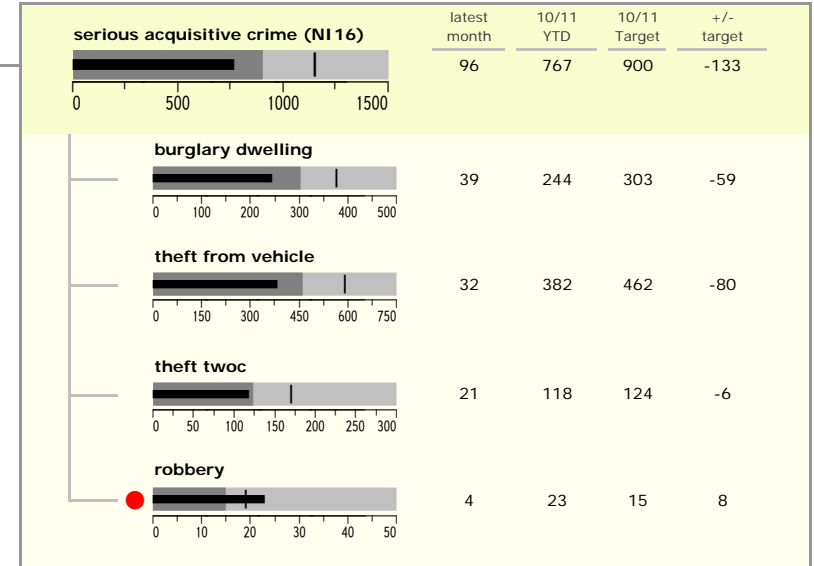 latest 10/11 10/11 +/-
serious acquisitive crime (NI16) month YTD Target target
96 767 900 -133
0 500 1000 1500
burglary dwelling
39 244 303 -59
0 100 200 300 400 500
theft from vehicle
32 382 462 -80
0 150 300 450 600 750
theft twoc
21 118 124 -6
0 50 100 150 200 250 300
robbery
4 23 15 8
0 10 20 30 40 50